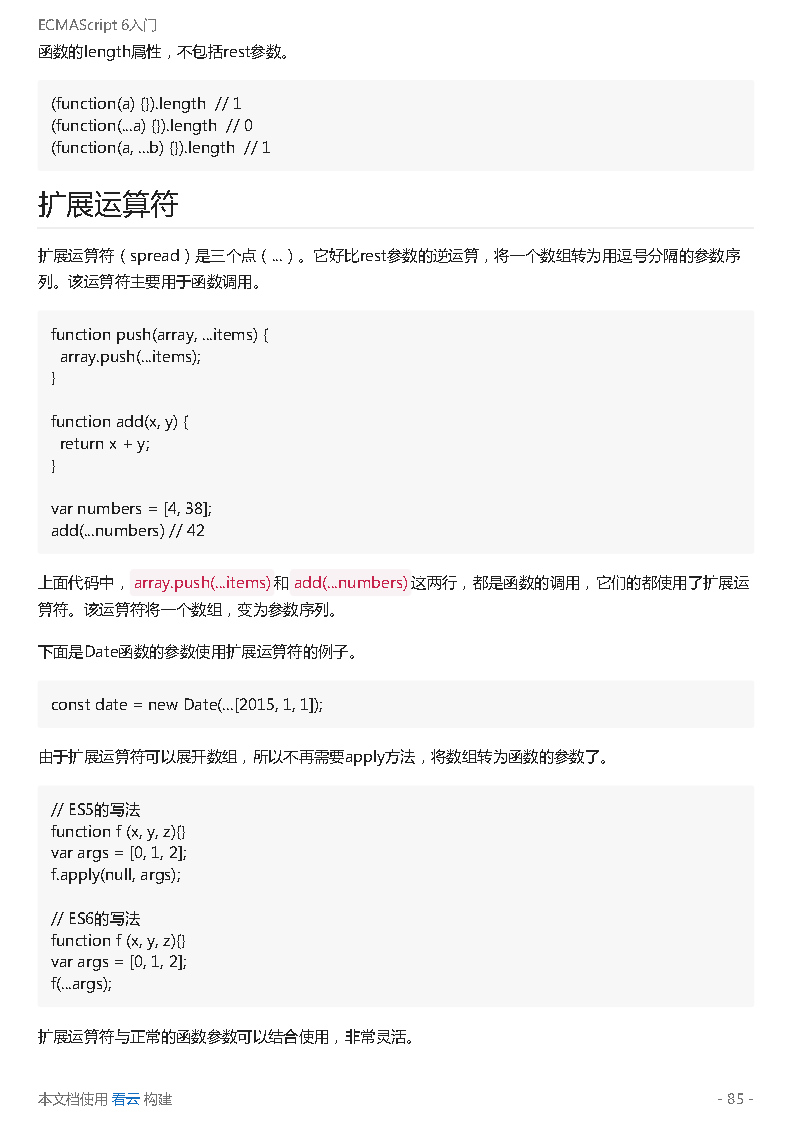 ECMAScript 6入门
函数的length属性，不包括rest参数。
(function(a) {}).length  // 1
(function(...a) {}).length  // 0
(function(a, ...b) {}).length  // 1
扩展运算符
扩展运算符（spread）是三个点（...）。它好比rest参数的逆运算，将一个数组转为用逗号分隔的参数序
列。该运算符主要用于函数调用。
function push(array, ...items) {
  array.push(...items);
}
function add(x, y) {
  return x + y;
}
var numbers = [4, 38];
add(...numbers) // 42
上面代码中，array.push(...items)和add(...numbers)这两行，都是函数的调用，它们的都使用了扩展运
算符。该运算符将一个数组，变为参数序列。
下面是Date函数的参数使用扩展运算符的例子。
const date = new Date(...[2015, 1, 1]);
由于扩展运算符可以展开数组，所以不再需要apply方法，将数组转为函数的参数了。
// ES5的写法
function f (x, y, z){}
var args = [0, 1, 2];
f.apply(null, args);
// ES6的写法
function f (x, y, z){}
var args = [0, 1, 2];
f(...args);
扩展运算符与正常的函数参数可以结合使用，非常灵活。
本文档使用 看云 构建
- 85 -